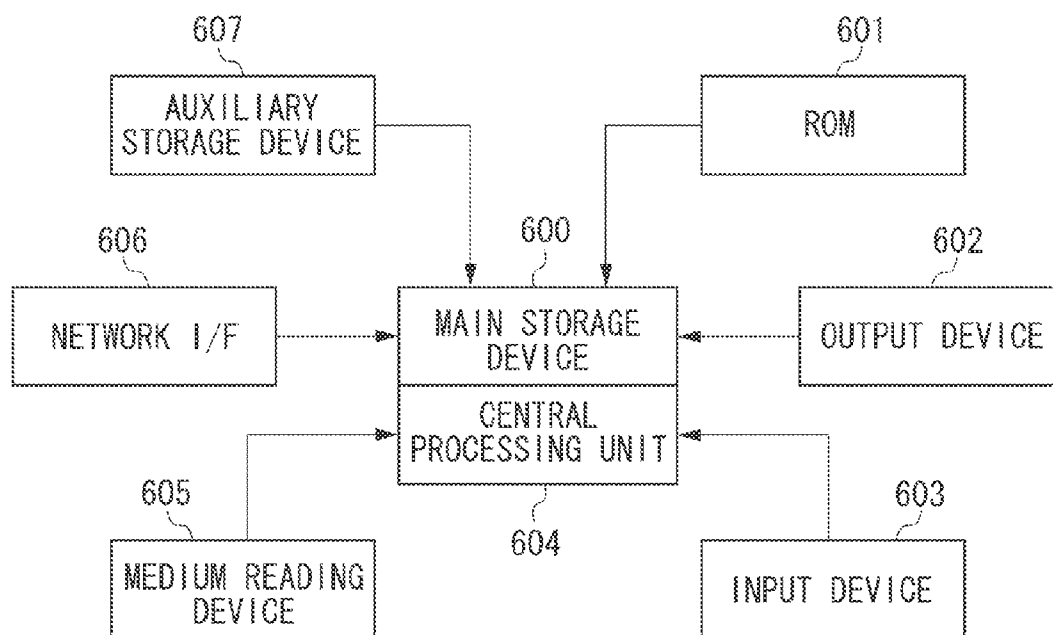 607
601
AUXILIARY
STORAGE DEVICE
ROM
606
600
602
NETWORK I/F
MAIN STORAGE
DEVICE
OUTPUT DEVICE
CENTRAL
PROCESSING UNIT
605
604
603
MEDIUM READING
DEVICE
INPUT DEVICE